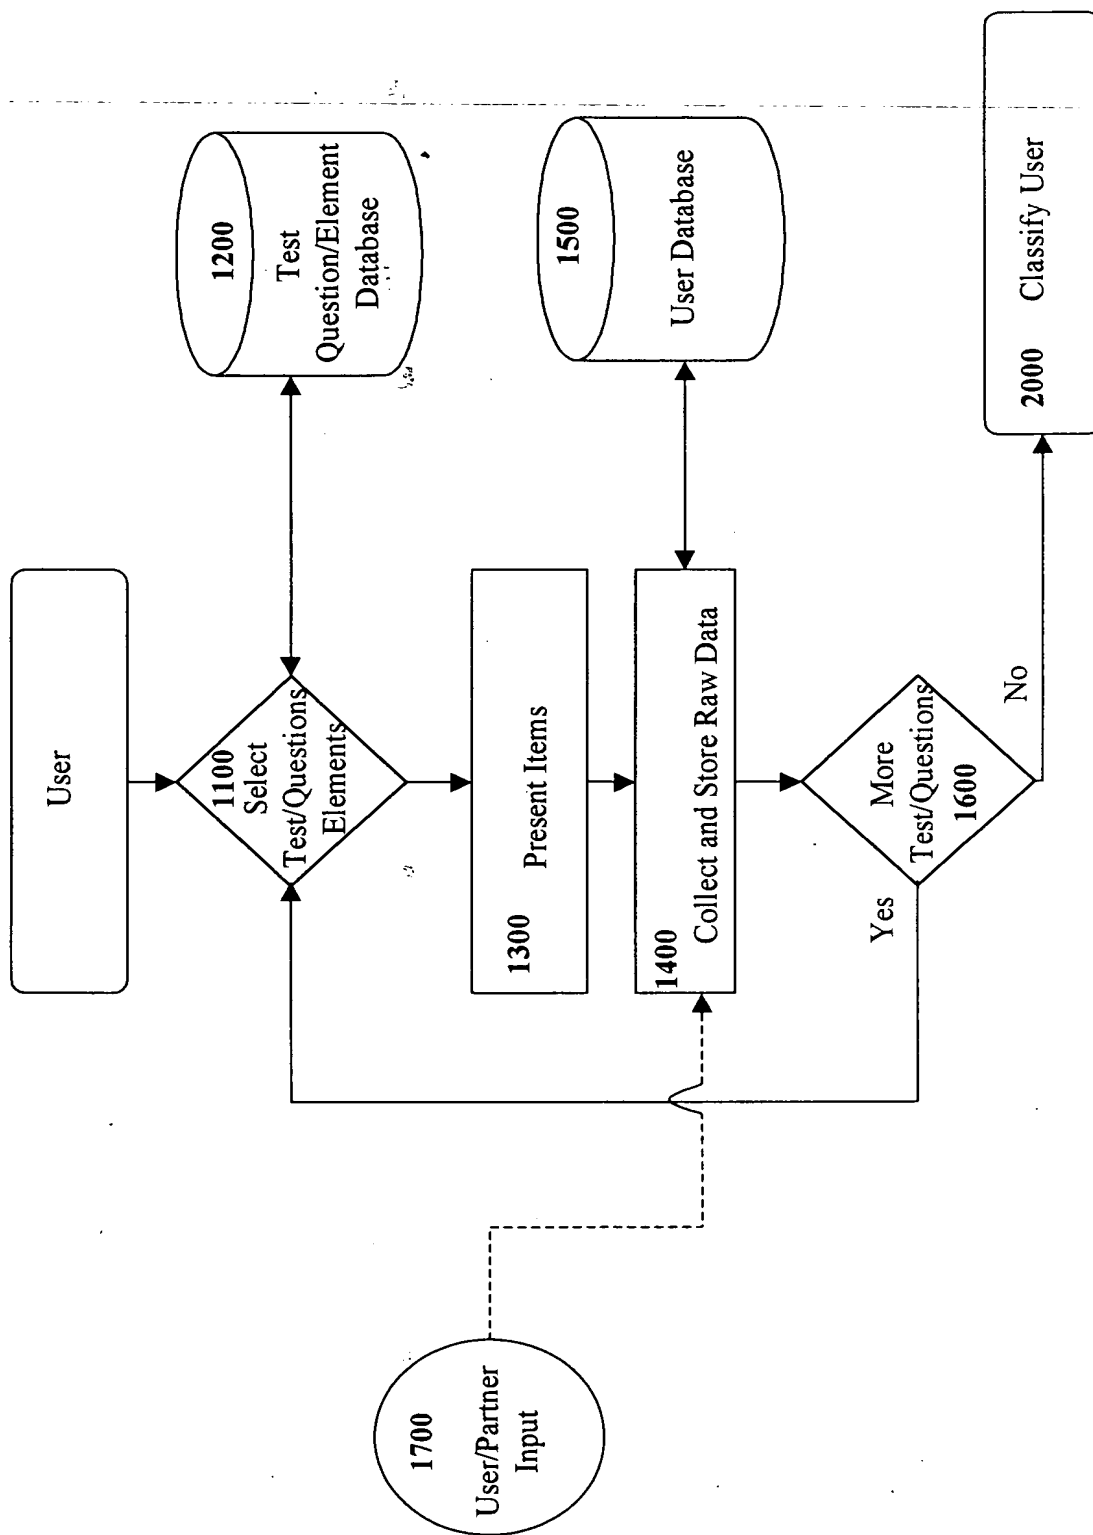 User
1100
Select
Test/Questions
Elements
1200
Test
Question/Element
Database
1300
Present Items
1400
Collect and Store Raw Data
1500
User Database
More
Test/Questions
1600
Yes
No
1700
User/Partner
Input
2000 Classify User